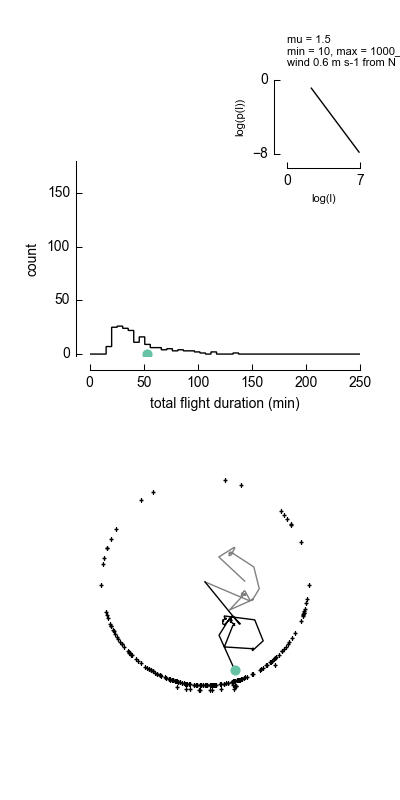 mu = 1.5
min = 10, max = 1000_
wind 0.6 m s-1 from N
0
log(p(l))
−8
0
7
log(l)
150
100
50
0
count
0
50
100
150
200
250
total flight duration (min)